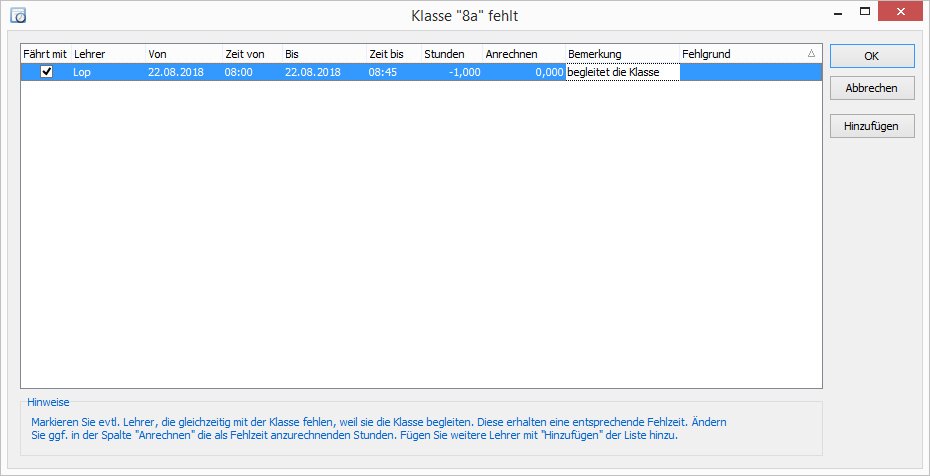 Klasse "8a" fehlt
Fährt mit Lehrer Von Zeit von Bis Zeit bis Stunden Anrechnen Bemerkung Fehlgrund
Lop 22.08.2018 08:00 22.08.2018 08:45 -1,000 0,000 begleitet die Klasse
OK
Abbrechen
Hinzufügen
Hinweise
Markieren Sie evtl. Lehrer, die gleichzeitig mit der Klasse fehlen, weil sie die Klasse begleiten. Diese erhalten eine entsprechende Fehlzeit. Ändern
Sie ggf. in der Spalte "Anrechnen" die als Fehlzeit anzurechnenden Stunden. Fügen Sie weitere Lehrer mit "Hinzufügen" der Liste hinzu.